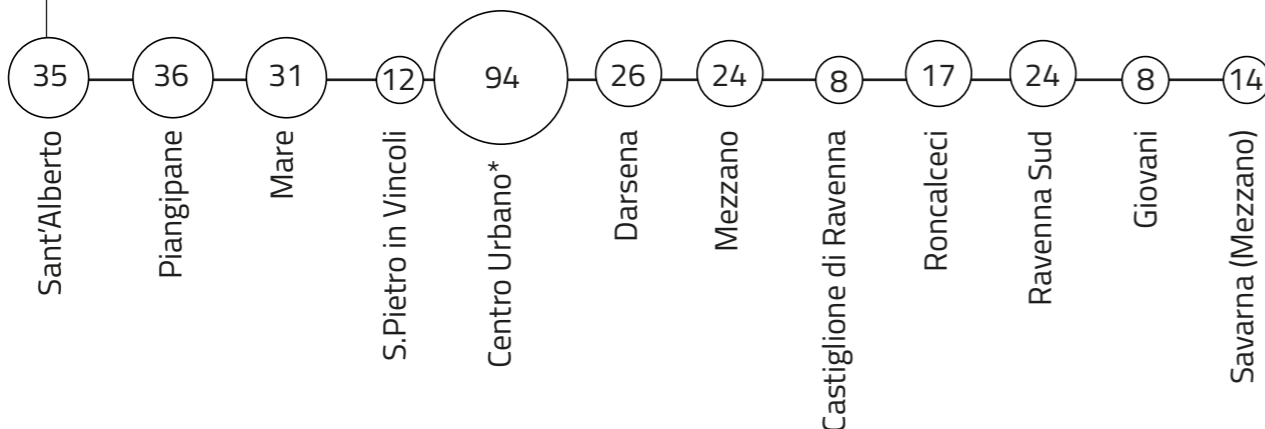 35 36 31 12 94 26 24 8 17 24 8 14
Sant'Alberto
Piangipane
Mare
S.Pietro in Vincoli
Centro Urbano*
Darsena
Mezzano
Castiglione di Ravenna
Roncalceci
Ravenna Sud
Giovani
Savarna (Mezzano)